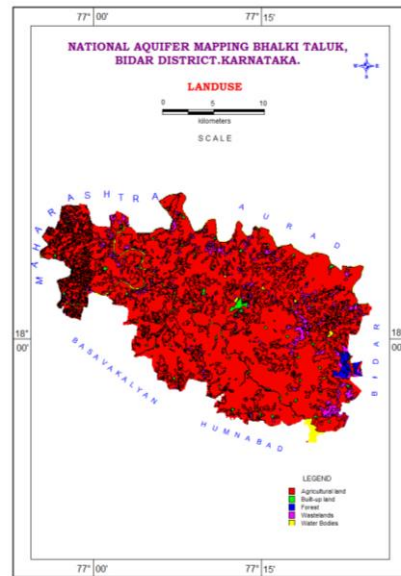 77° 00' 77° 15'
NATIONAL AQUIFER MAPPING BHALKI TALUK,
BIDAR DISTRICT.KARNATAKA.
LANDUSE
0 5 10
kilometers
SCALE
MAHARASHTRA
AURAD
18° 00'
18° 00'
BIDAR
BASAVAKALYAN
HUMNABAD
LEGEND
Agricultural land
Built-up land
Forest
Wastelands
Water Bodies
77° 00' 77° 15'